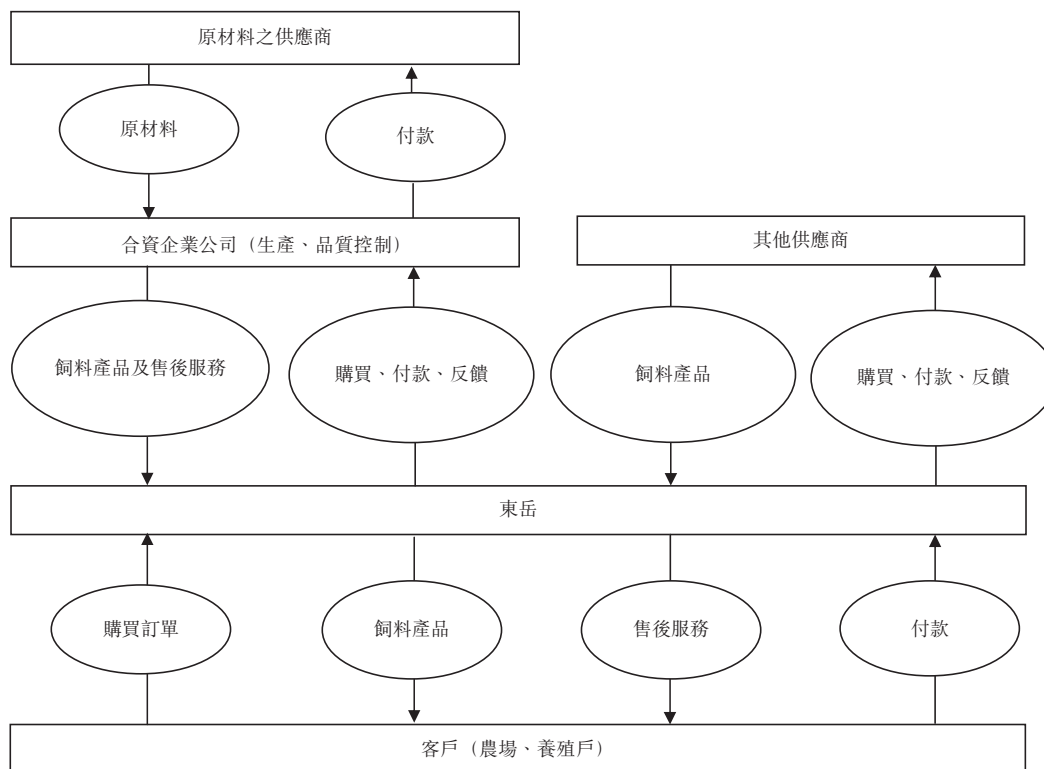 原材料之供應商
原材料
付款
合資企業公司（生產、品質控制）
其他供應商
飼料產品及售後服務
購買、付款、反饋
飼料產品
購買、付款、反饋
東岳
購買訂單
飼料產品
售後服務
付款
客戶（農場、養殖戶）